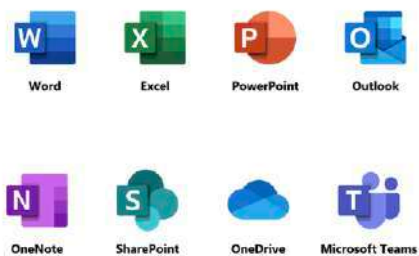 W X P O
Word Excel PowerPoint Outlook
N S T
OneNote SharePoint OneDrive Microsoft Teams